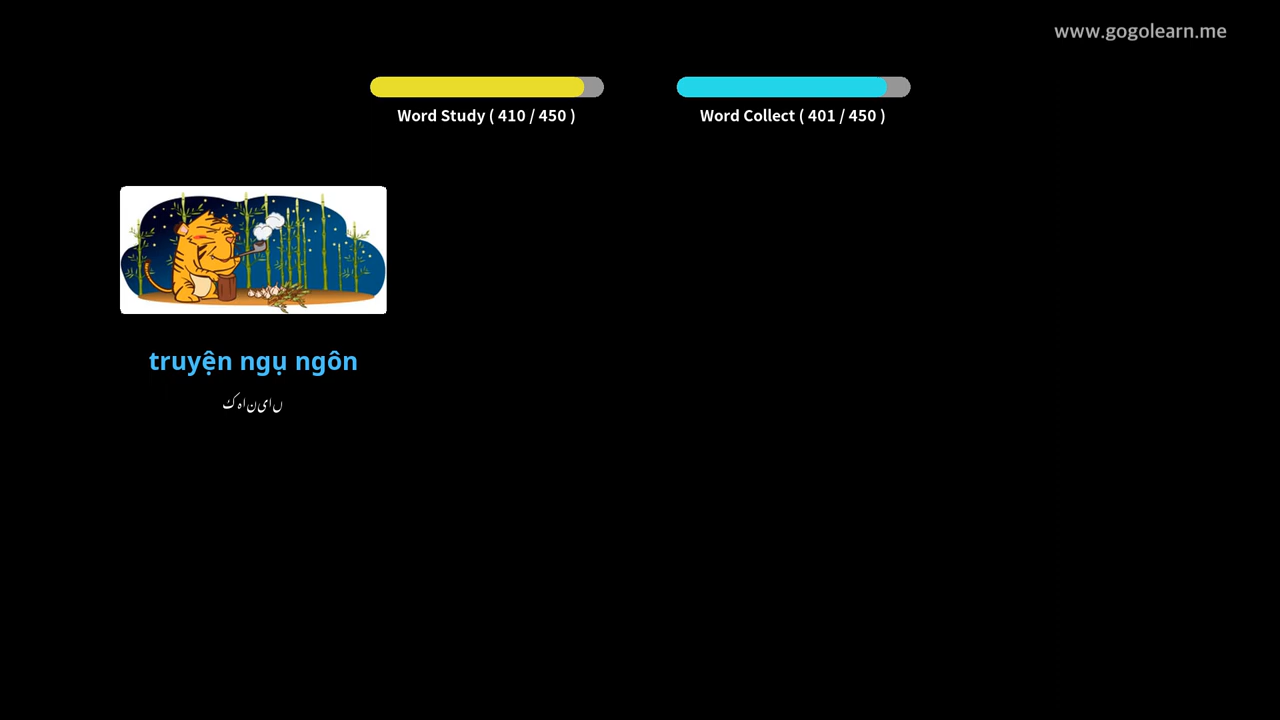 www.gogolearn.me
Word Study ( 410 / 450 )
Word Collect ( 401 / 450 )
truyện ngụ ngôn
کہانیاں